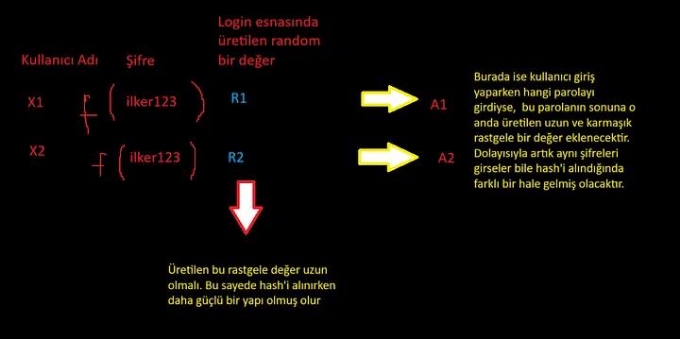 Login esnasında
üretilen random
bir değer
Kullanıcı Adı
Şifre
X1
f
( ilker123 )
R1
A1
X2
f
( ilker123 )
R2
A2
Burada ise kullanıcı giriş
yaparken hangi parolayı
girdiyse, bu parolanın sonuna o
anda üretilen uzun ve karmaşık
rastgele bir değer eklenecektir.
Dolayısıyla artık aynı şifreleri
girseler bile hash'i alındığında
farklı bir hale gelmiş olacaktır.
Üretilen bu rastgele değer uzun
olmalı. Bu sayede hash'i alınırken
daha güçlü bir yapı olmuş olur